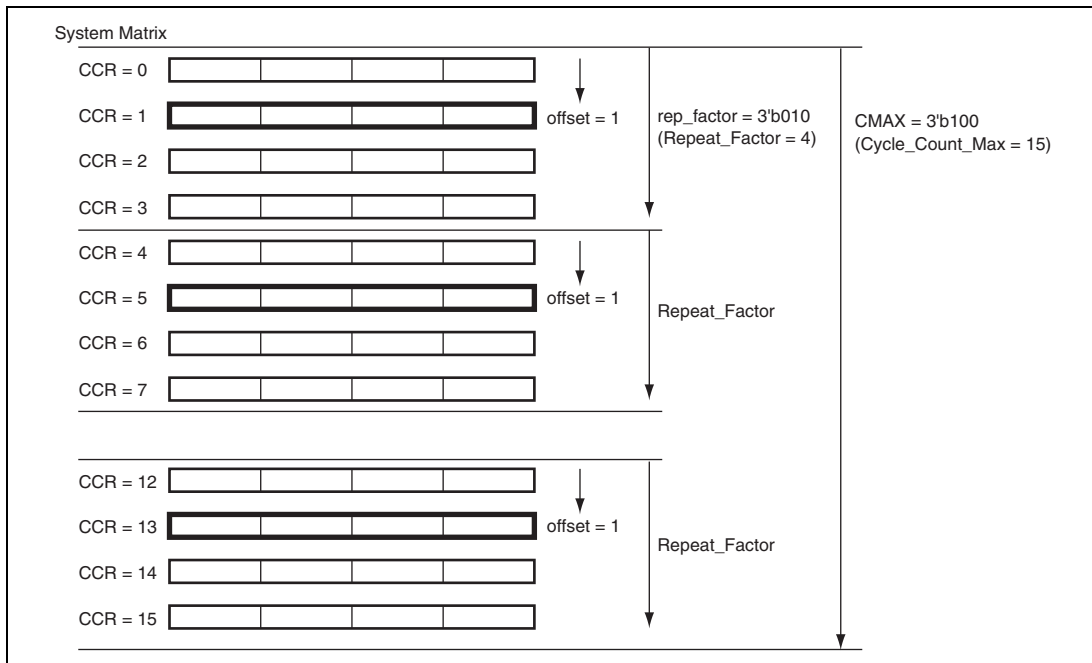 System Matrix
CCR = 0
CCR = 1
offset = 1
CCR = 2
CCR = 3
rep_factor = 3'b010
(Repeat_Factor = 4)
CMAX = 3'b100
(Cycle_Count_Max = 15)
CCR = 4
CCR = 5
offset = 1
CCR = 6
CCR = 7
Repeat_Factor
CCR = 12
CCR = 13
offset = 1
CCR = 14
CCR = 15
Repeat_Factor